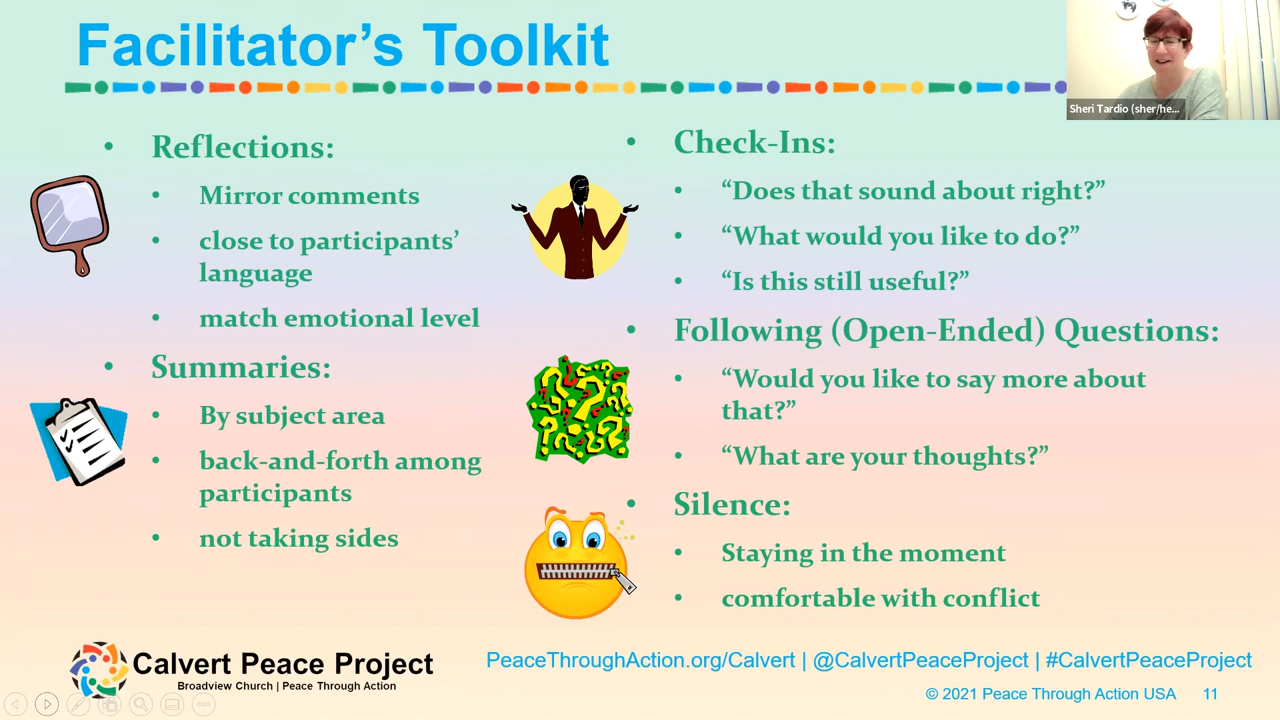 Facilitator’s Toolkit
Sheri Tardio (sher/he...
• Reflections:
• Mirror comments
• close to participants’
language
• match emotional level
• Summaries:
• By subject area
• back-and-forth among
participants
• not taking sides
• Check-Ins:
• “Does that sound about right?”
• “What would you like to do?”
• “Is this still useful?”
• Following (Open-Ended) Questions:
• “Would you like to say more about
that?”
• “What are your thoughts?”
• Silence:
• Staying in the moment
• comfortable with conflict
Calvert Peace Project
Broadview Church | Peace Through Action
PeaceThroughAction.org/Calvert | @CalvertPeaceProject | #CalvertPeaceProject
© 2021 Peace Through Action USA 11